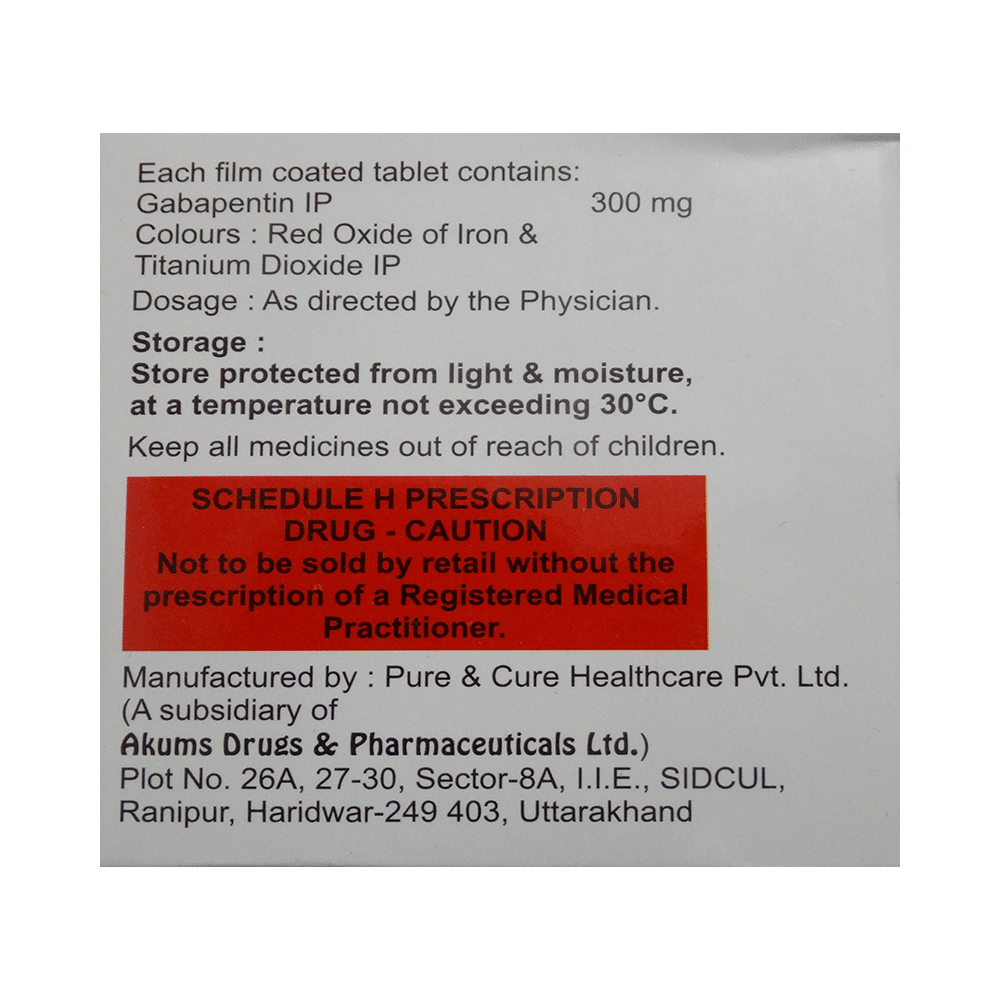 Each film coated tablet contains:
Gabapentin IP 300 mg
Colours : Red Oxide of Iron &
Titanium Dioxide IP
Dosage : As directed by the Physician.
Storage :
Store protected from light & moisture,
at a temperature not exceeding 30°C.
Keep all medicines out of reach of children.
SCHEDULE H PRESCRIPTION
DRUG - CAUTION
Not to be sold by retail without the
prescription of a Registered Medical
Practitioner.
Manufactured by : Pure & Cure Healthcare Pvt. Ltd.
(A subsidiary of
Akums Drugs & Pharmaceuticals Ltd.)
Plot No. 26A, 27-30, Sector-8A, I.I.E., SIDCUL,
Ranipur, Haridwar-249 403, Uttarakhand